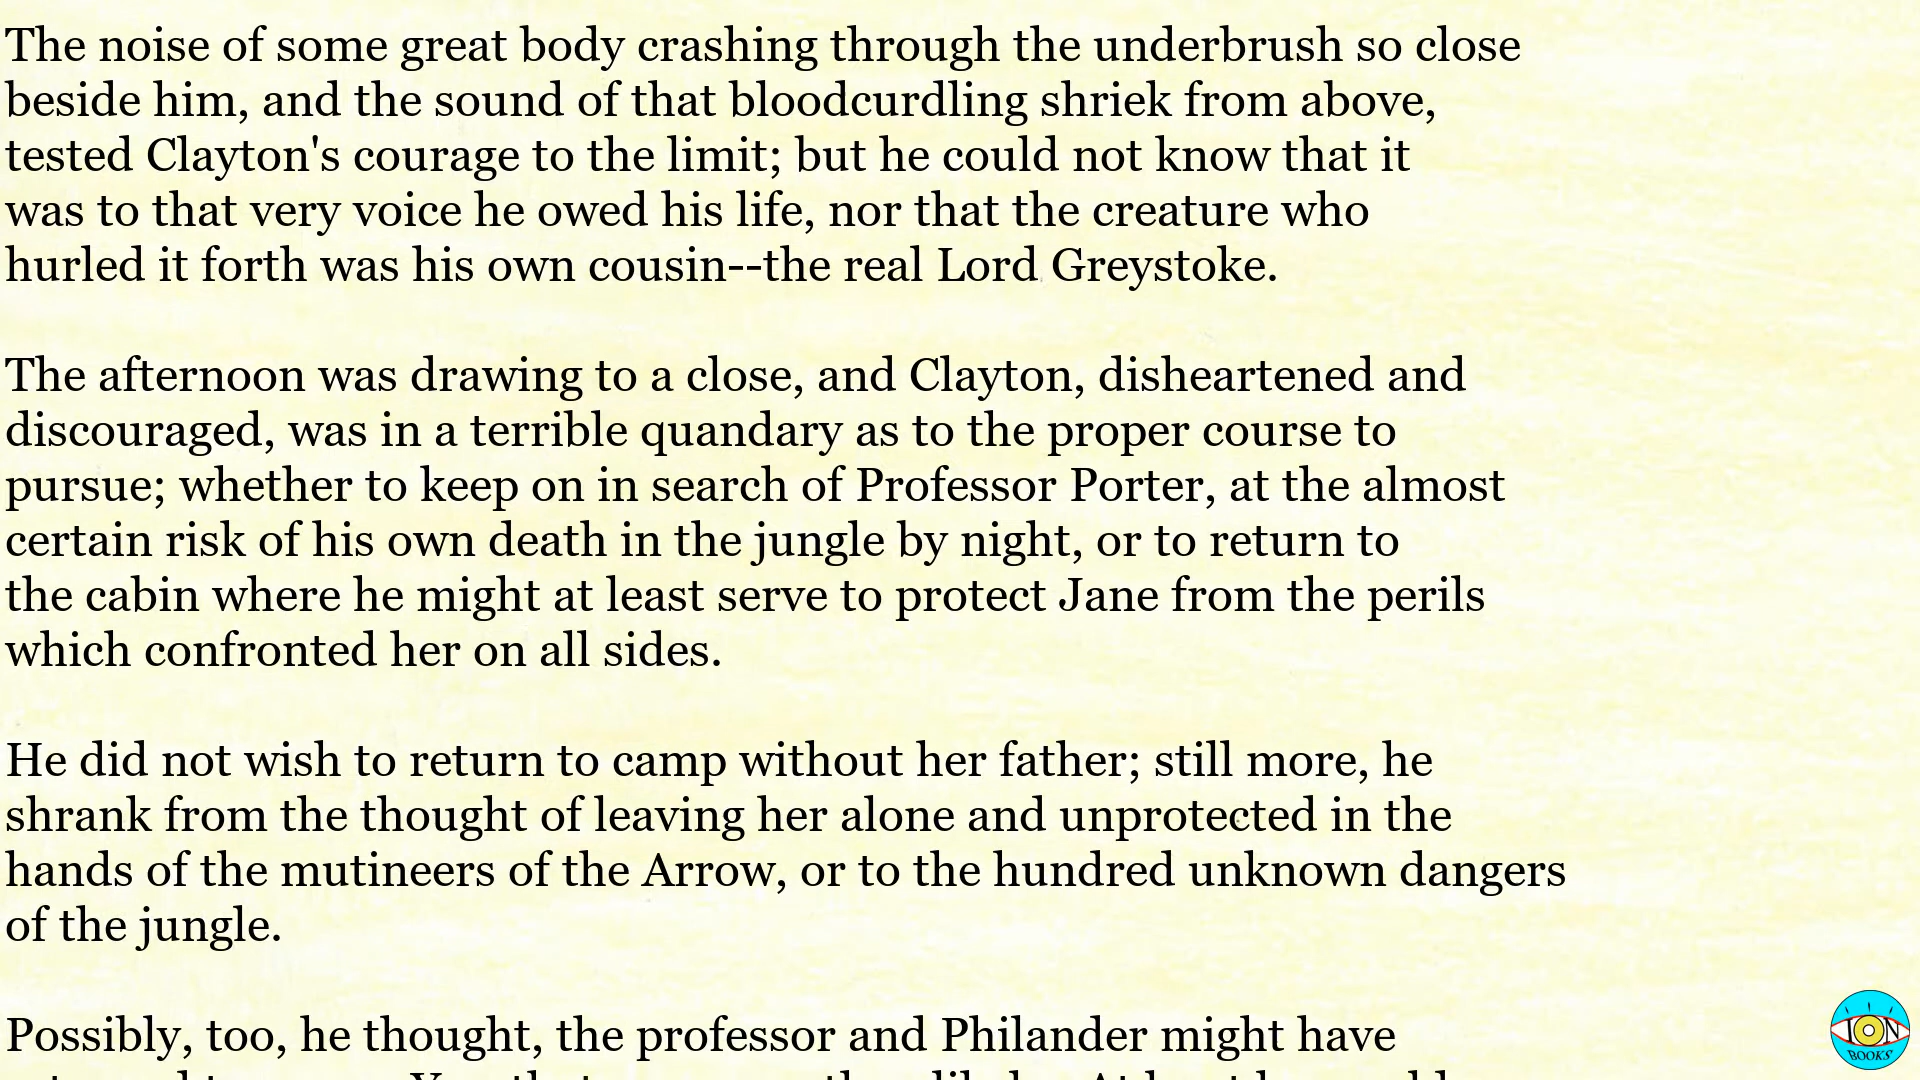 The noise of some great body crashing through the underbrush so close
beside him, and the sound of that bloodcurdling shriek from above,
tested Clayton's courage to the limit; but he could not know that it
was to that very voice he owed his life, nor that the creature who
hurled it forth was his own cousin--the real Lord Greystoke.
The afternoon was drawing to a close, and Clayton, disheartened and
discouraged, was in a terrible quandary as to the proper course to
pursue; whether to keep on in search of Professor Porter, at the almost
certain risk of his own death in the jungle by night, or to return to
the cabin where he might at least serve to protect Jane from the perils
which confronted her on all sides.
He did not wish to return to camp without her father; still more, he
shrank from the thought of leaving her alone and unprotected in the
hands of the mutineers of the Arrow, or to the hundred unknown dangers
of the jungle.
Possibly, too, he thought, the professor and Philander might have
ION
BOOKS